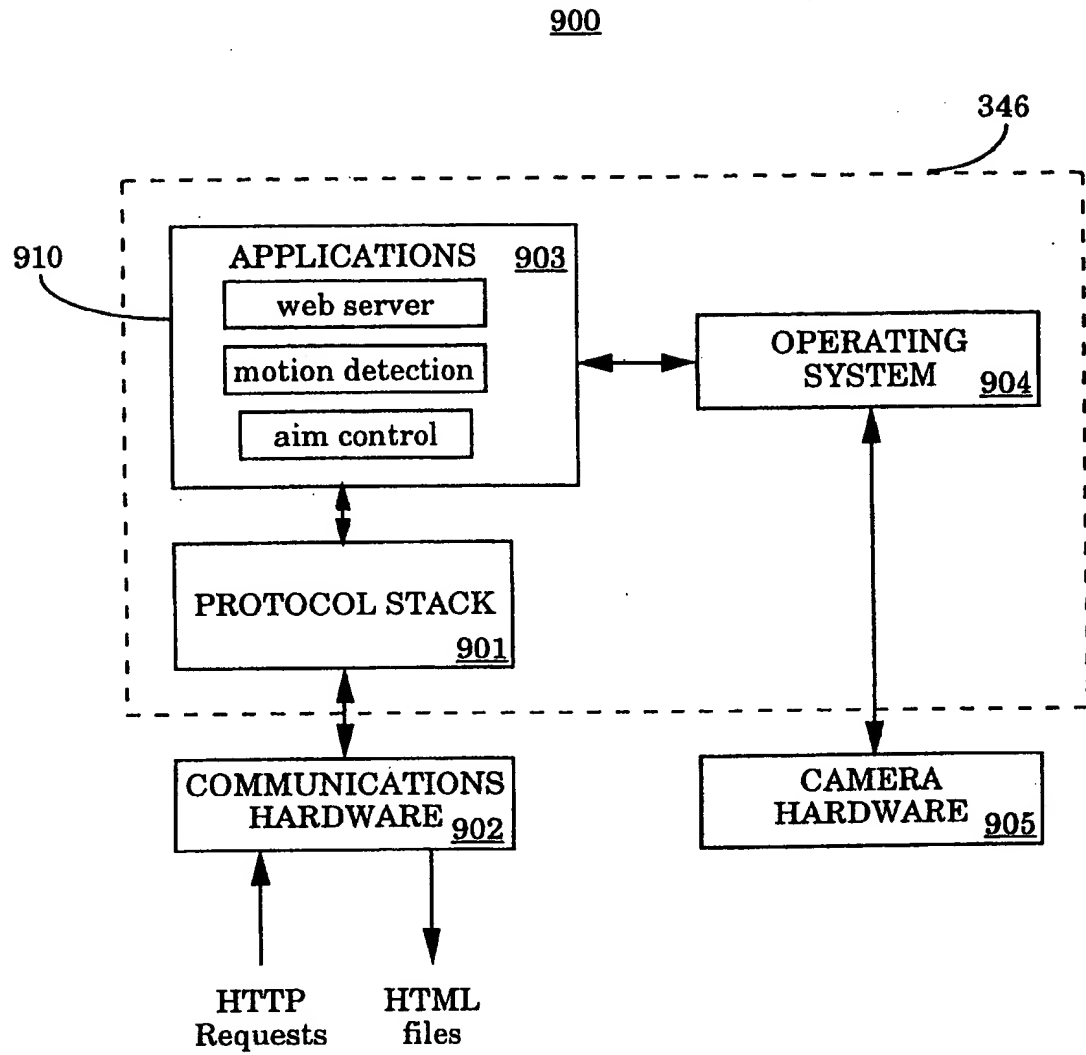 900
346
910
APPLICATIONS 903
web server
motion detection
aim control
OPERATING
SYSTEM 904
PROTOCOL STACK
901
COMMUNICATIONS
HARDWARE 902
CAMERA
HARDWARE 905
HTTP
Requests
HTML
files